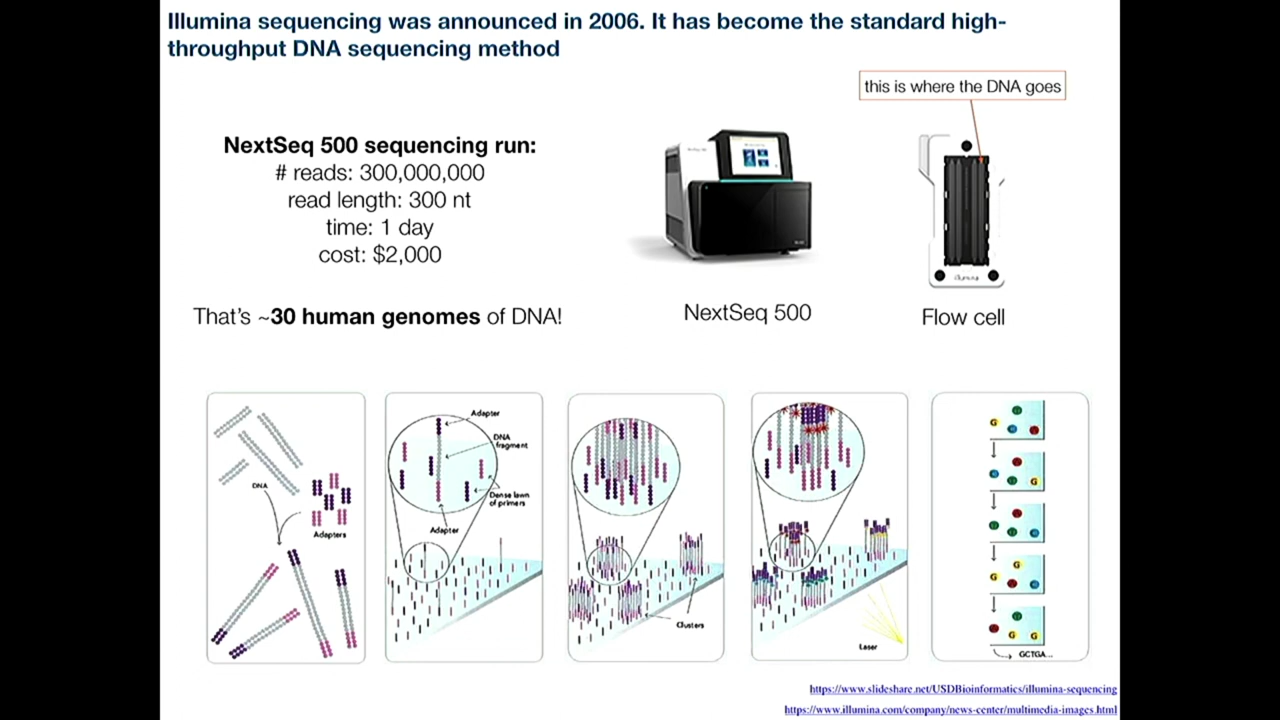 Illumina sequencing was announced in 2006. It has become the standard high-
throughput DNA sequencing method
this is where the DNA goes
NextSeq 500 sequencing run:
# reads: 300,000,000
read length: 300 nt
time: 1 day
cost: $2,000
That's ~30 human genomes of DNA!
NextSeq 500
illumina
Flow cell
DNA
Adapters
Adapter
DNA
fragment
Dense lawn
of primers
Adapter
Clusters
Laser
G
G
G
G
G
G
GCTGA...
https://www.slideshare.net/USDBioinformatics/illumina-sequencing
https://www.illumina.com/company/news-center/multimedia-images.html